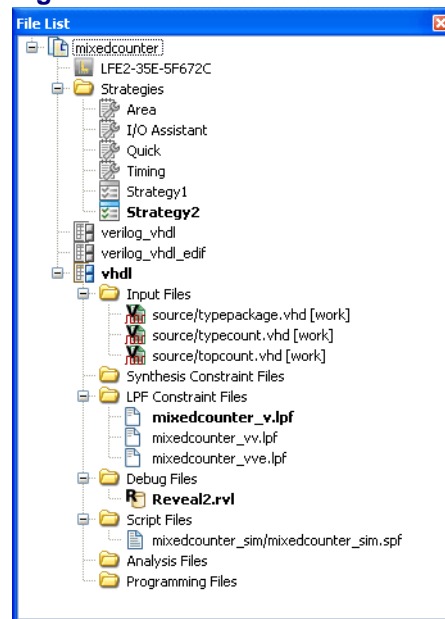 File List
mixedcounter
LFE2-35E-5F672C
Strategies
Area
I/O Assistant
Quick
Timing
Strategy1
Strategy2
verilog_vhdl
verilog_vhdl_edif
vhdl
Input Files
source/typepackage.vhd [work]
source/typecount.vhd [work]
source/topcount.vhd [work]
Synthesis Constraint Files
LPF Constraint Files
mixedcounter_v.lpf
mixedcounter_vv.lpf
mixedcounter_vve.lpf
Debug Files
Reveal2.rvl
Script Files
mixedcounter_sim/mixedcounter_sim.spf
Analysis Files
Programming Files